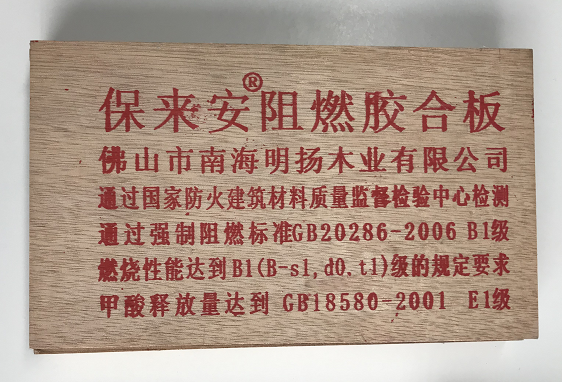 保来安®阻燃胶合板
佛山市南海明扬木业有限公司
通过国家防火建筑材料质量监督检验中心检测
通过强制阻燃标准GB20286-2006 B1级
燃烧性能达到B1(B-s1,d0.t1)级的规定要求
甲酸释放量达到 GB18580-2001 E1级